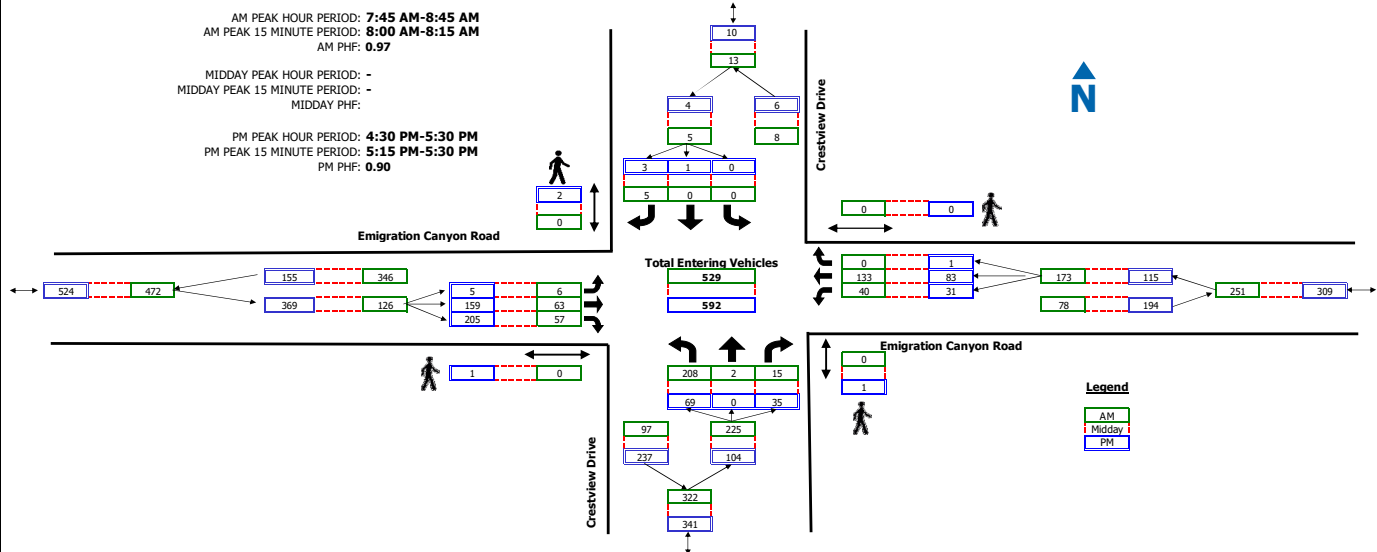 AM PEAK HOUR PERIOD: 7:45 AM-8:45 AM
AM PEAK 15 MINUTE PERIOD: 8:00 AM-8:15 AM
AM PHF: 0.97
MIDDAY PEAK HOUR PERIOD: -
MIDDAY PEAK 15 MINUTE PERIOD: -
MIDDAY PHF:
PM PEAK HOUR PERIOD: 4:30 PM-5:30 PM
PM PEAK 15 MINUTE PERIOD: 5:15 PM-5:30 PM
PM PHF: 0.90
10
13
4 6
5 8
3 1 0
5 0 0
Crestview Drive
N
2
0
0 0
Emigration Canyon Road
Total Entering Vehicles
529
592
155 346
524 472
369 126
5 6
159 63
205 57
0 1
133 83
40 31
173 115
78 194
251 309
Emigration Canyon Road
1 0
0
1
208 2 15
69 0 35
97 225
237 104
322
341
Crestview Drive
Legend
AM
Midday
PM